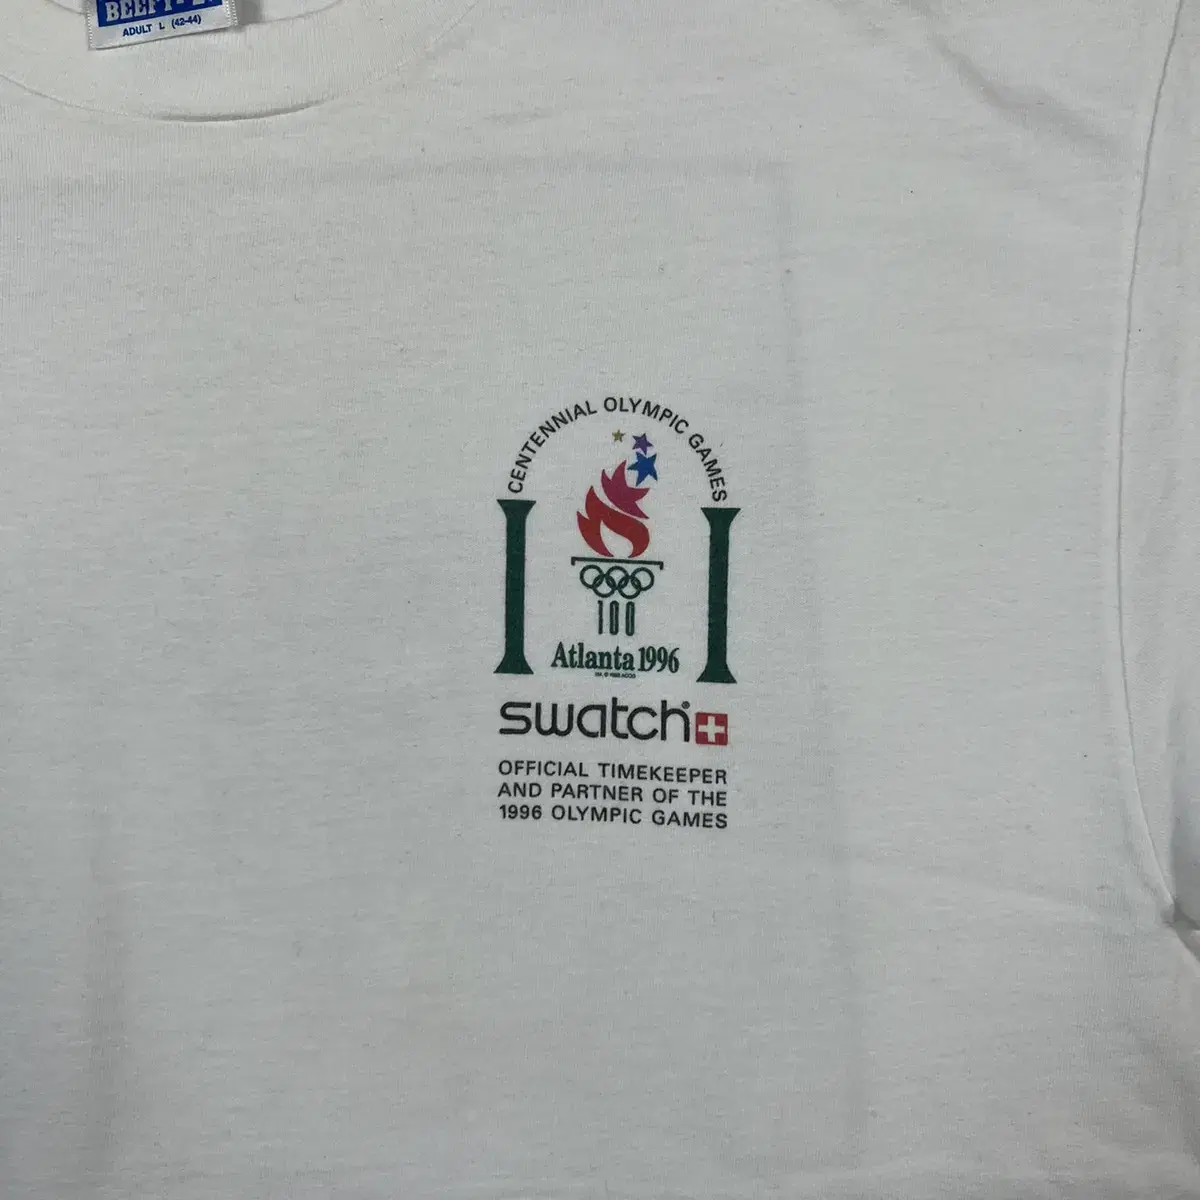 ADULT L (42-44)
CENTENNIAL OLYMPIC GAMES
100
Atlanta 1996
swatch
OFFICIAL TIMEKEEPER
AND PARTNER OF THE
1996 OLYMPIC GAMES